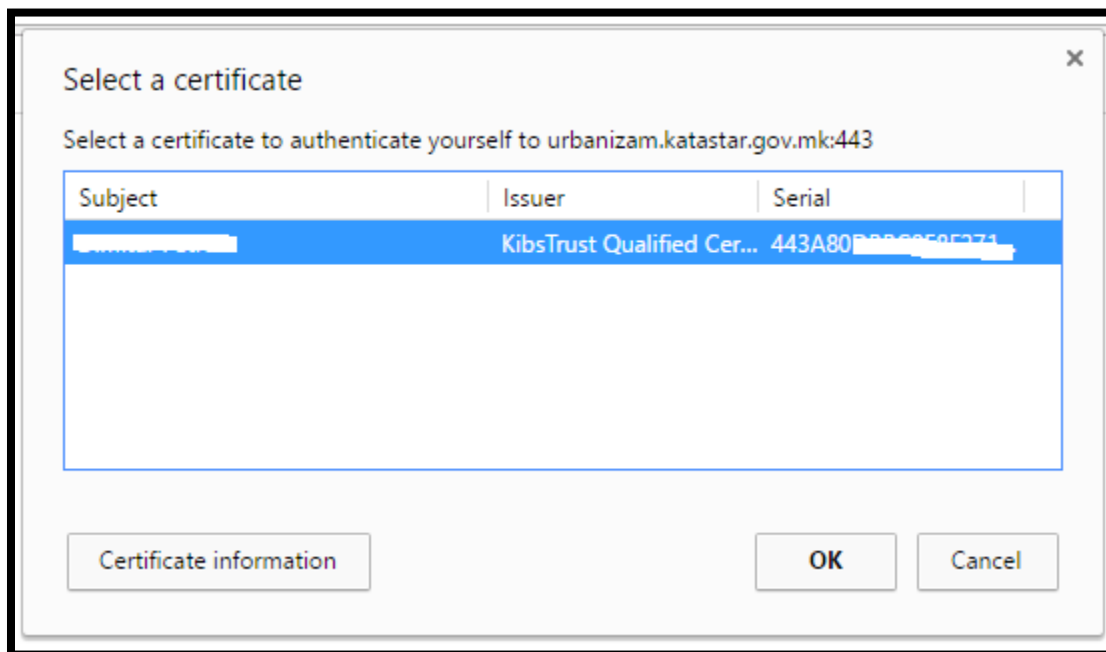 Select a certificate
Select a certificate to authenticate yourself to urbanizam.katastar.gov.mk:443
Subject Issuer Serial
KibsTrust Qualified Cer... 443A80
Certificate information OK Cancel